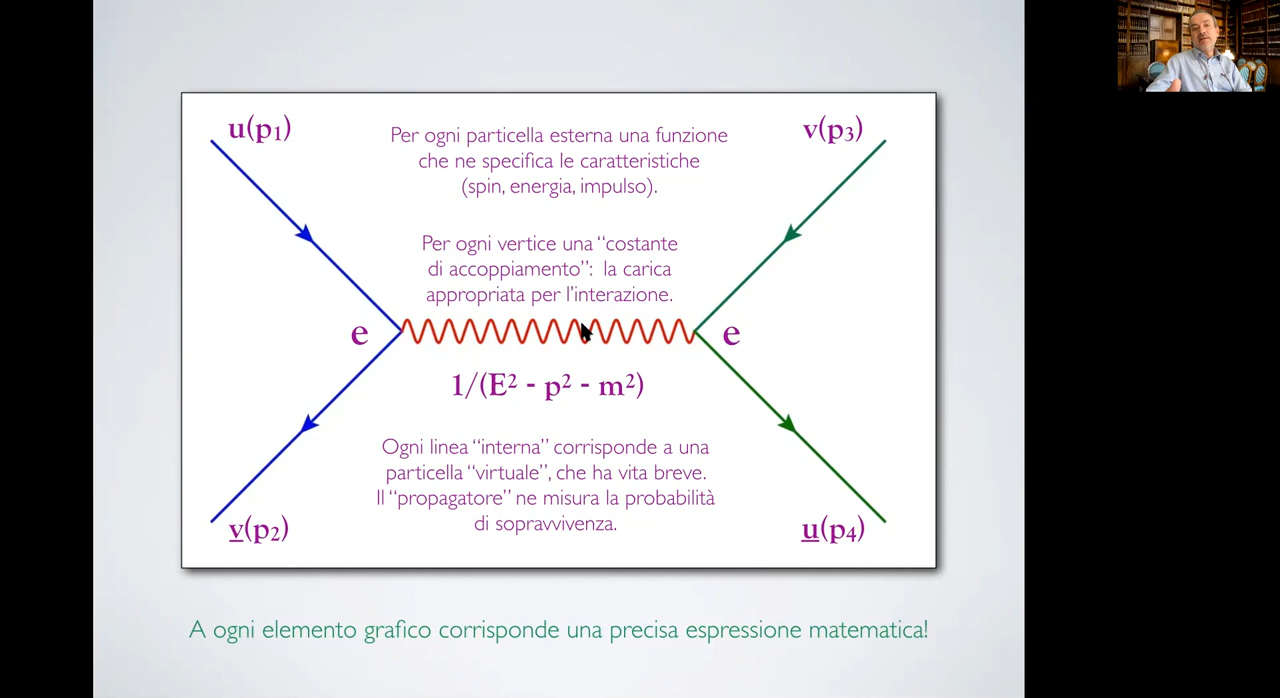 u(p₁)
v(p₃)
Per ogni particella esterna una funzione
che ne specifica le caratteristiche
(spin, energia, impulso).
Per ogni vertice una “costante
di accoppiamento”: la carica
appropriata per l’interazione.
e
e
1/(E² - p² - m²)
Ogni linea “interna” corrisponde a una
particella “virtuale”, che ha vita breve.
Il “propagatore” ne misura la probabilità
di sopravvivenza.
v̲(p₂)
u̲(p₄)
A ogni elemento grafico corrisponde una precisa espressione matematica!